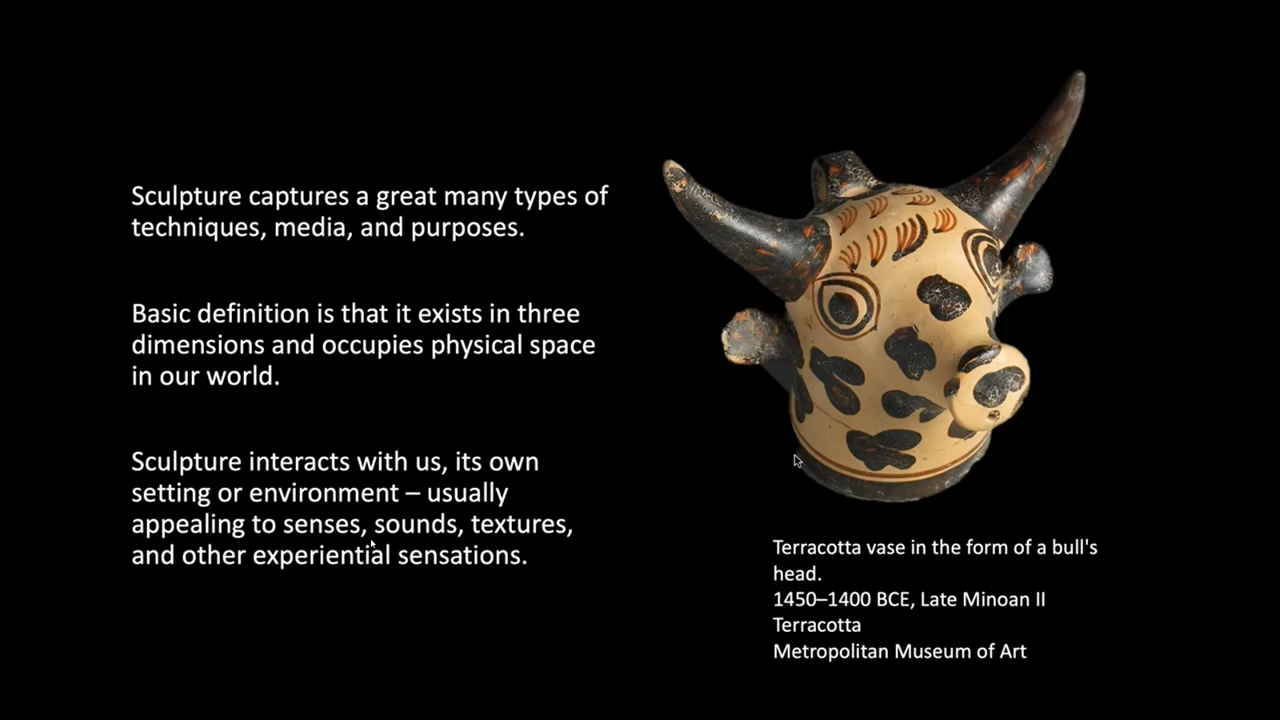 Sculpture captures a great many types of
techniques, media, and purposes.
Basic definition is that it exists in three
dimensions and occupies physical space
in our world.
Sculpture interacts with us, its own
setting or environment – usually
appealing to senses, sounds, textures,
and other experiential sensations.
Terracotta vase in the form of a bull's
head.
1450–1400 BCE, Late Minoan II
Terracotta
Metropolitan Museum of Art